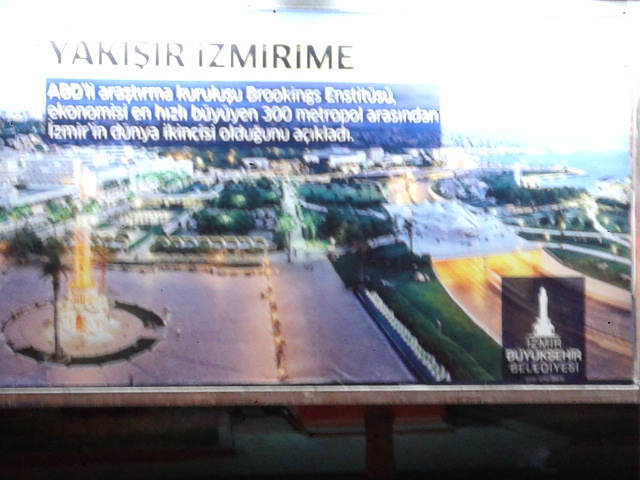 YAKIŞIR İZMİRİME
ABD'li araştırma kuruluşu Brookings Enstitüsü,
ekonomisi en hızlı büyüyen 300 metropol arasından
İzmir'in dünya ikincisi olduğunu açıkladı.
İZMİR
BÜYÜKŞEHİR
BELEDİYESİ